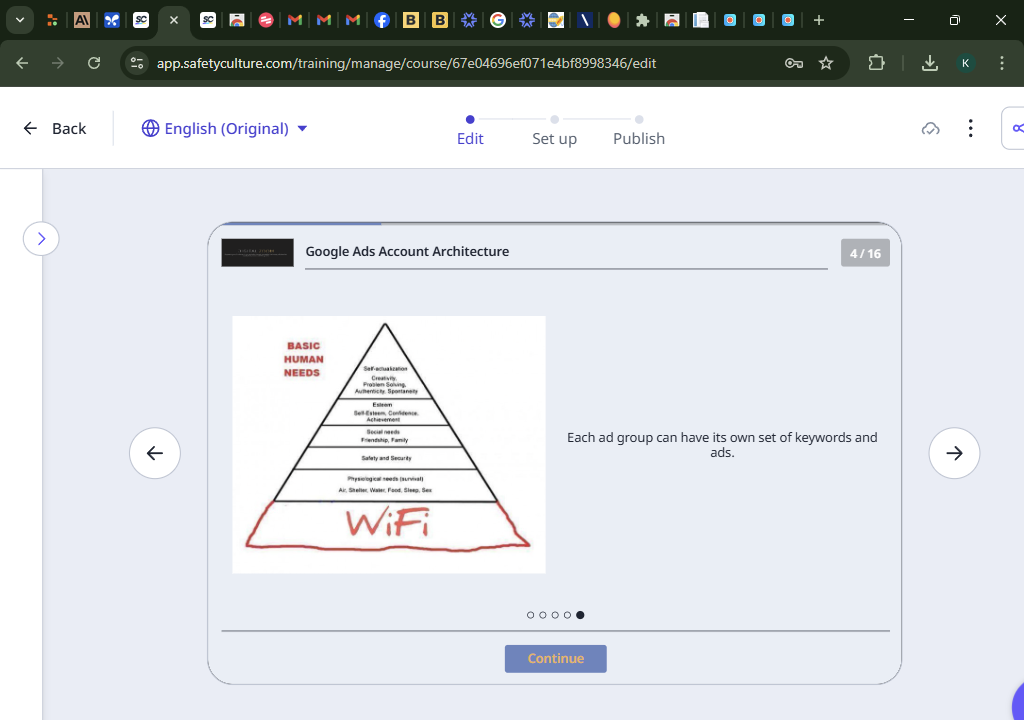 app.safetyculture.com/training/manage/course/67e04696ef071e4bf8998346/edit
K
Back
English (Original)
Edit
Set up
Publish
Google Ads Account Architecture
4 / 16
BASIC
HUMAN
NEEDS
Self-actualization
Creativity,
Problem Solving,
Authenticity, Spontaneity
Esteem
Self-Esteem, Confidence,
Achievement
Social needs
Friendship, Family
Safety and Security
Physiological needs (survival)
Air, Shelter, Water, Food, Sleep, Sex
WiFi
Each ad group can have its own set of keywords and
ads.
Continue